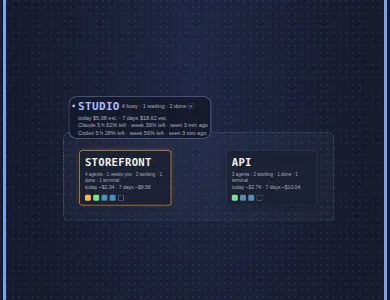 STUDIO 4 busy · 1 waiting · 2 done
today $5.08 est. · 7 days $18.62 est.
Claude 5 h 62% left · week 39% left · seen 3 min ago
Codex 5 h 28% left · week 56% left · seen 3 min ago
STOREFRONT
4 agents · 1 needs you · 2 working · 1
done · 1 terminal
today ~$2.34 · 7 days ~$8.58
API
3 agents · 2 working · 1 done · 1
terminal
today ~$2.74 · 7 days ~$10.04